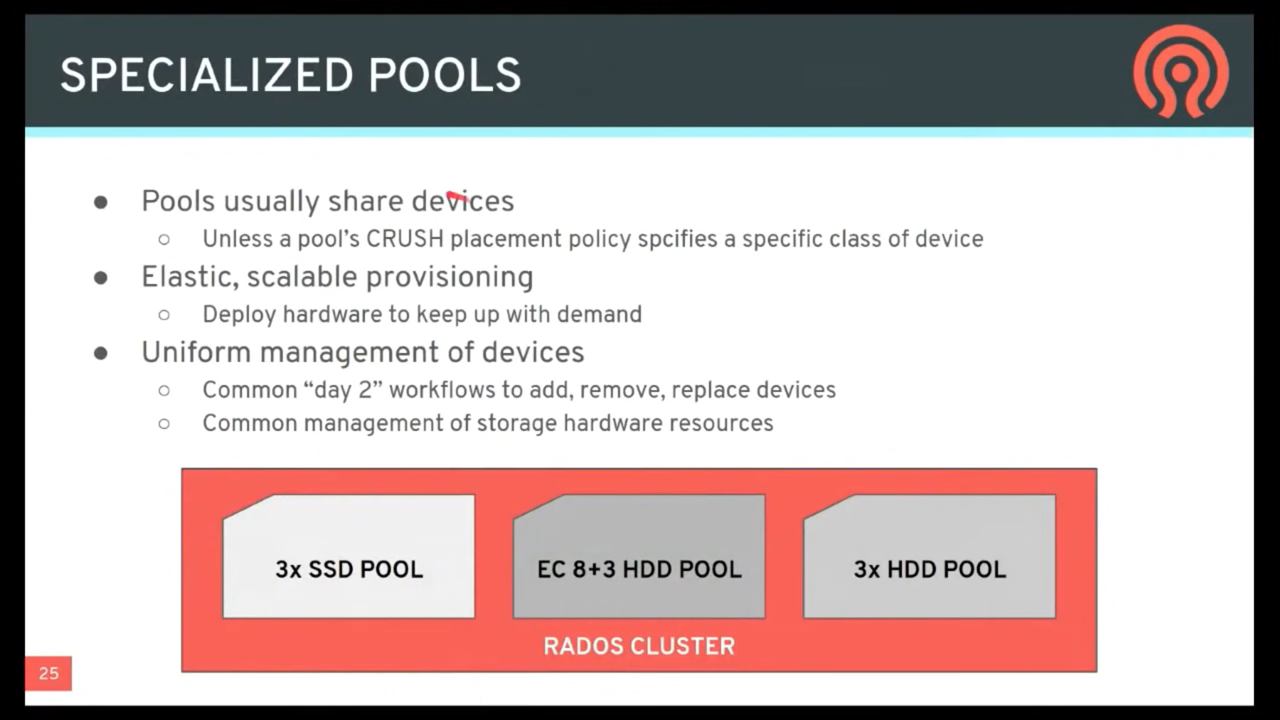 SPECIALIZED POOLS
● Pools usually share devices
○ Unless a pool's CRUSH placement policy spcifies a specific class of device
● Elastic, scalable provisioning
○ Deploy hardware to keep up with demand
● Uniform management of devices
○ Common “day 2” workflows to add, remove, replace devices
○ Common management of storage hardware resources
3x SSD POOL
EC 8+3 HDD POOL
3x HDD POOL
RADOS CLUSTER
25